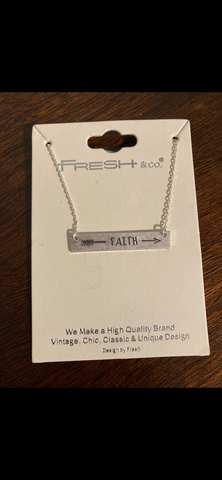 FRESH & co.®
FAITH
We Make a High Quality Brand
Vintage, Chic, Classic & Unique Design
Design by Fresh